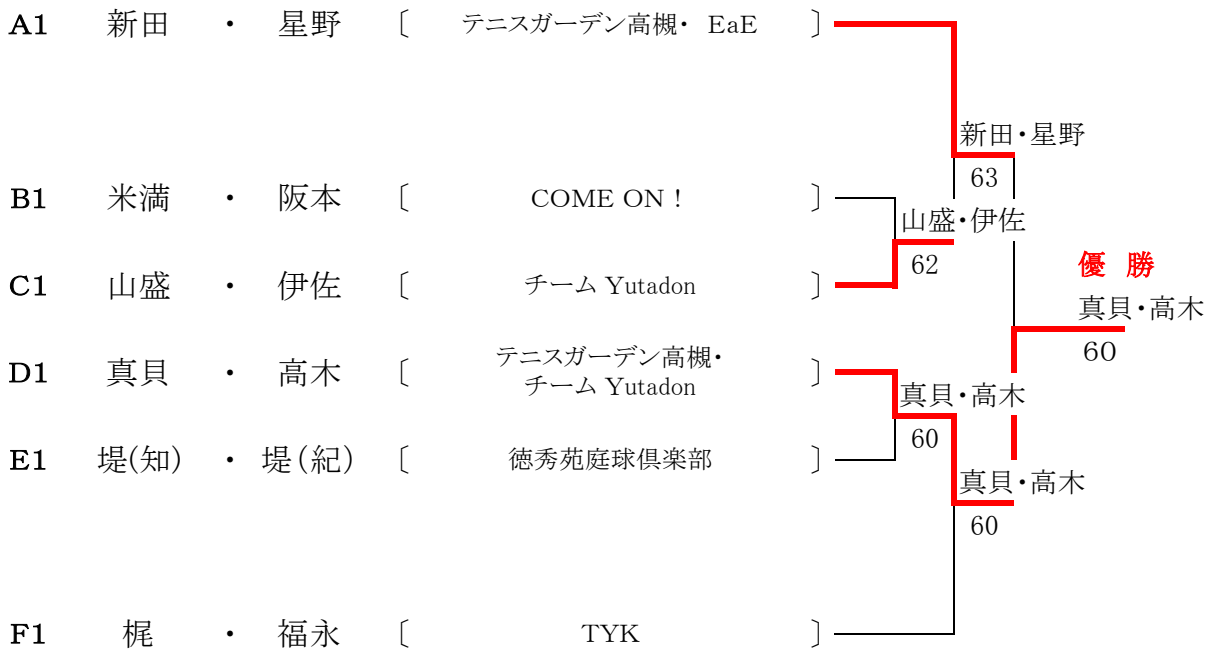 A1 新田 ・ 星野 〔 テニスガーデン高槻・ EaE 〕
新田・星野
63
B1 米満 ・ 阪本 〔 COME ON ! 〕
山盛・伊佐
62
C1 山盛 ・ 伊佐 〔 チーム Yutadon 〕
優 勝
真貝・高木
60
D1 真貝 ・ 高木 〔 テニスガーデン高槻・
チーム Yutadon 〕
真貝・高木
60
E1 堤(知) ・ 堤(紀) 〔 徳秀苑庭球倶楽部 〕
真貝・高木
60
F1 梶 ・ 福永 〔 TYK 〕